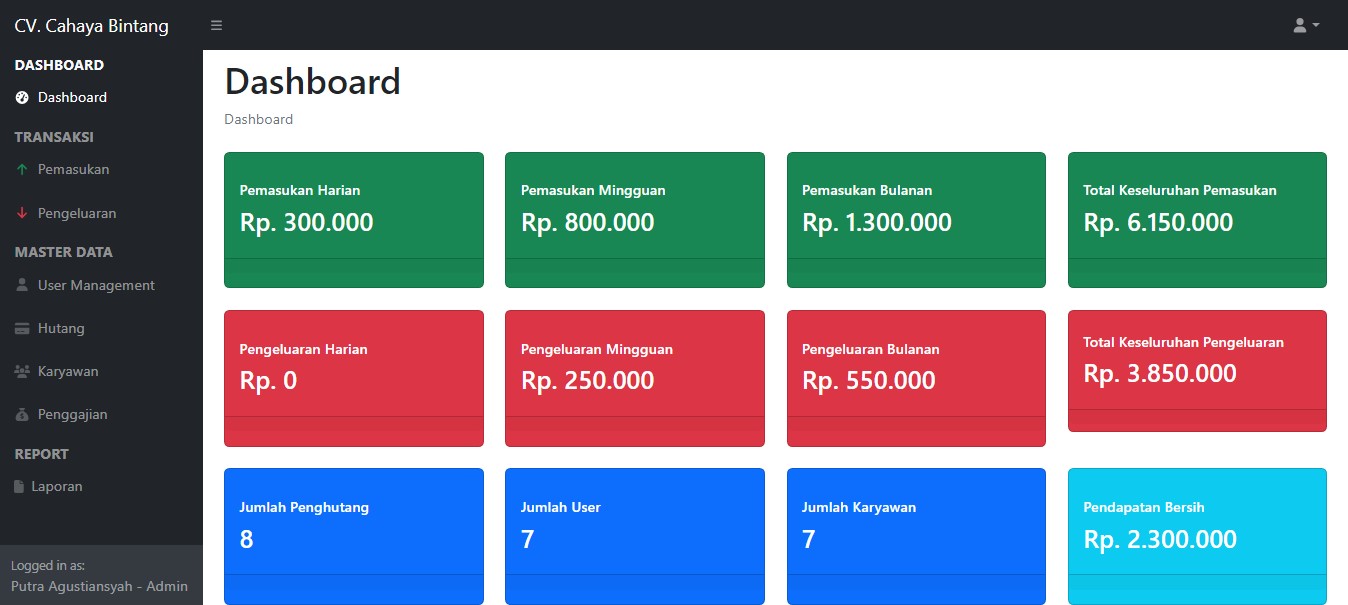 CV. Cahaya Bintang
DASHBOARD
Dashboard
TRANSAKSI
Pemasukan
Pengeluaran
MASTER DATA
User Management
Hutang
Karyawan
Penggajian
REPORT
Laporan
Logged in as:
Putra Agustiansyah - Admin
Dashboard
Dashboard
Pemasukan Harian
Rp. 300.000
Pemasukan Mingguan
Rp. 800.000
Pemasukan Bulanan
Rp. 1.300.000
Total Keseluruhan Pemasukan
Rp. 6.150.000
Pengeluaran Harian
Rp. 0
Pengeluaran Mingguan
Rp. 250.000
Pengeluaran Bulanan
Rp. 550.000
Total Keseluruhan Pengeluaran
Rp. 3.850.000
Jumlah Penghutang
8
Jumlah User
7
Jumlah Karyawan
7
Pendapatan Bersih
Rp. 2.300.000